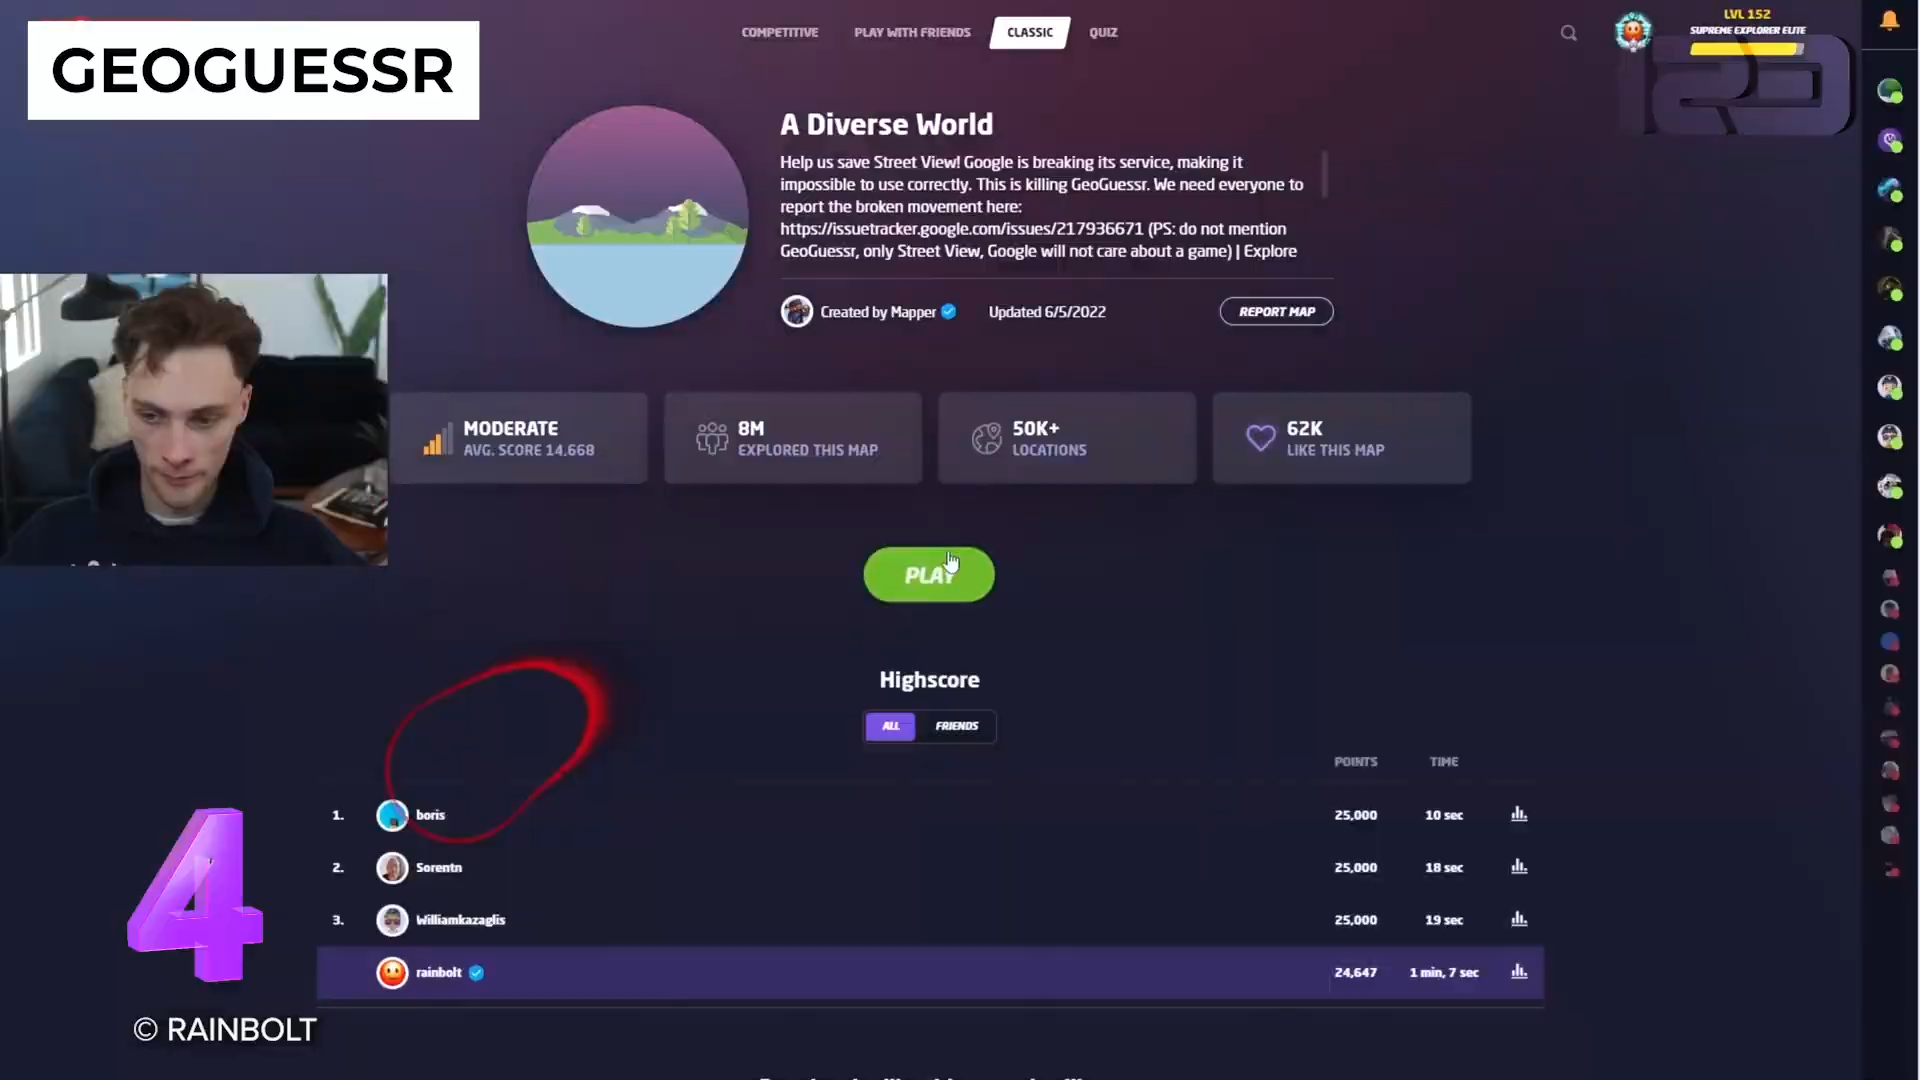 GEOGUESSR
COMPETITIVE
PLAY WITH FRIENDS
CLASSIC
QUIZ
LVL 152
SUPREME EXPLORER ELITE
A Diverse World
Help us save Street View! Google is breaking its service, making it
impossible to use correctly. This is killing GeoGuessr. We need everyone to
report the broken movement here:
https://issuetracker.google.com/issues/217936671 (PS: do not mention
GeoGuessr, only Street View, Google will not care about a game) | Explore
Created by Mapper
Updated 6/5/2022
REPORT MAP
MODERATE
AVG. SCORE 14,668
8M
EXPLORED THIS MAP
50K+
LOCATIONS
62K
LIKE THIS MAP
PLAY
Highscore
ALL
FRIENDS
POINTS
TIME
1. boris 25,000 10 sec
2. Sorentn 25,000 18 sec
3. Williamkazaglis 25,000 19 sec
rainbolt 24,647 1 min, 7 sec
4
© RAINBOLT